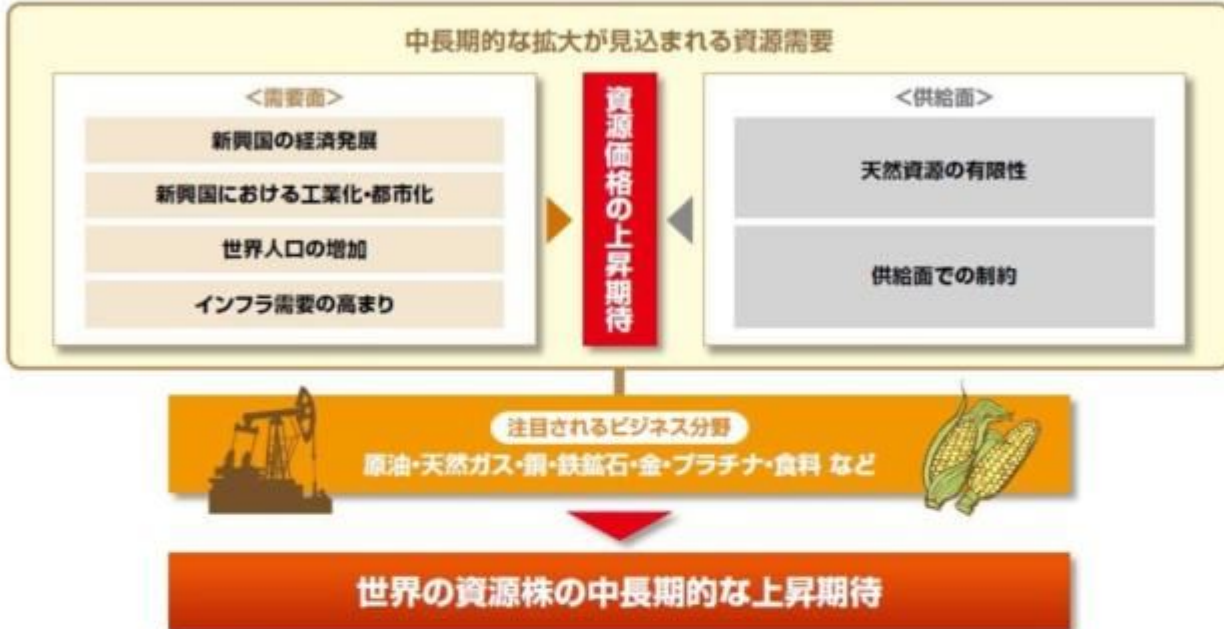 中長期的な拡大が見込まれる資源需要
＜需要面＞
新興国の経済発展
新興国における工業化・都市化
世界人口の増加
インフラ需要の高まり
資源価格の上昇期待
＜供給面＞
天然資源の有限性
供給面での制約
注目されるビジネス分野
原油・天然ガス・銅・鉄鉱石・金・プラチナ・食料 など
世界の資源株の中長期的な上昇期待